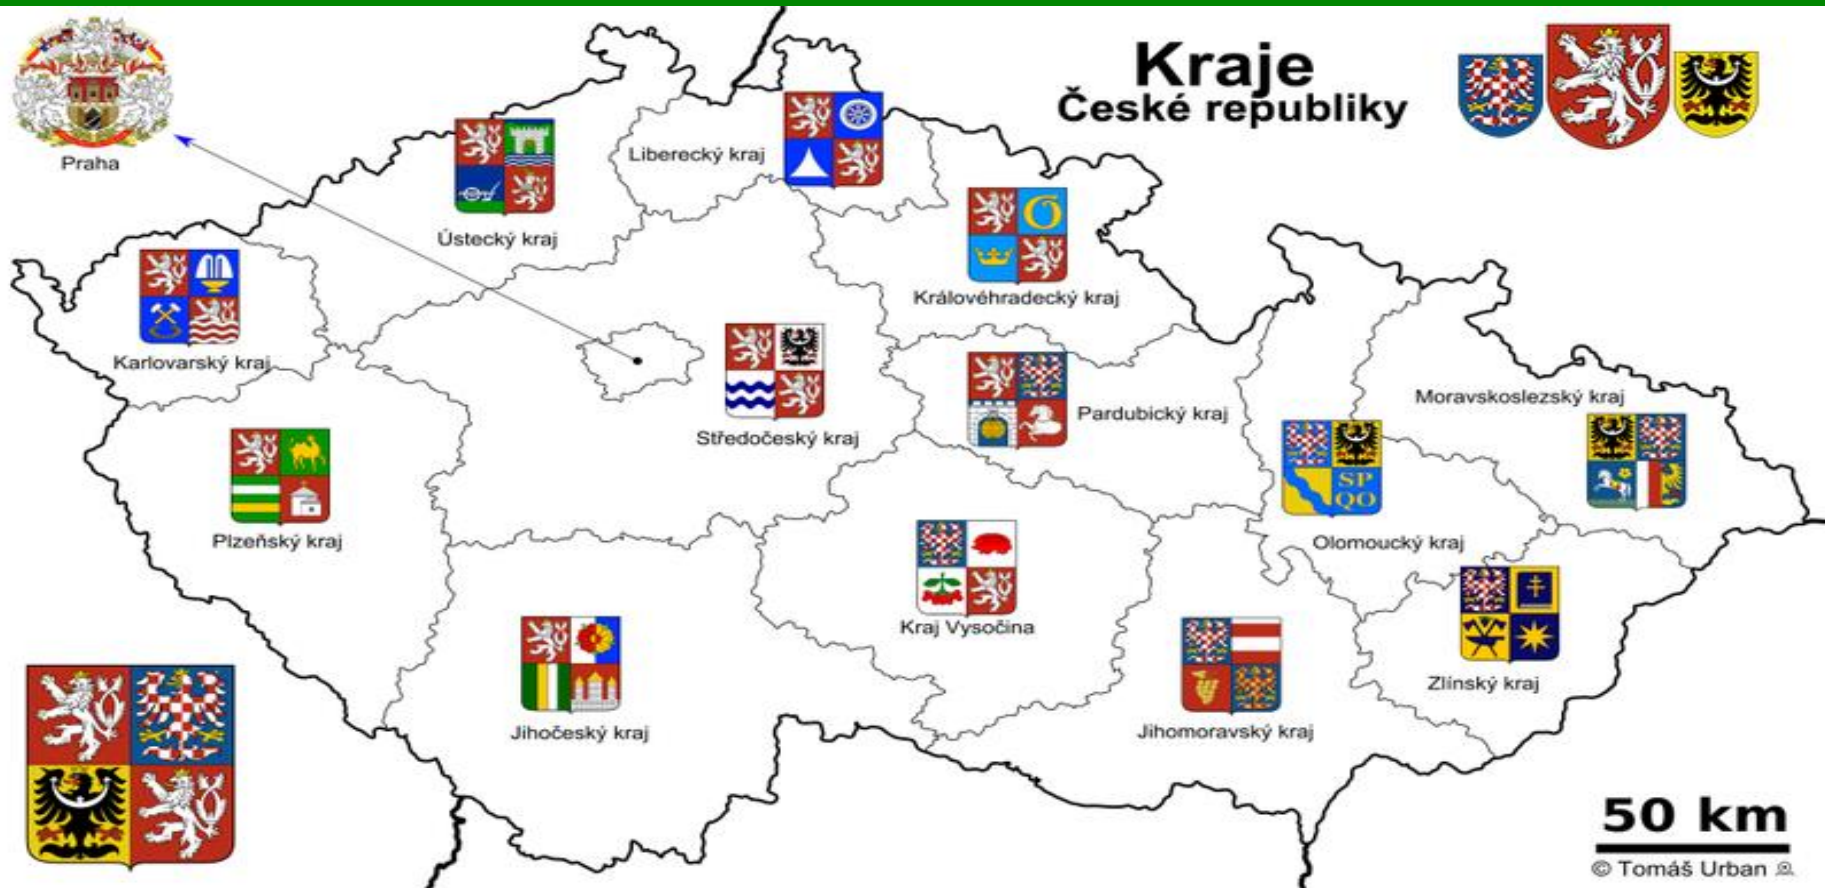 Kraje
České republiky
Praha
Liberecký kraj
Ústecký kraj
Královéhradecký kraj
Karlovarský kraj
Moravskoslezský kraj
Pardubický kraj
Středočeský kraj
SP
QO
Plzeňský kraj
Olomoucký kraj
Kraj Vysočina
Zlínský kraj
Jihočeský kraj
Jihomoravský kraj
50 km
© Tomáš Urban